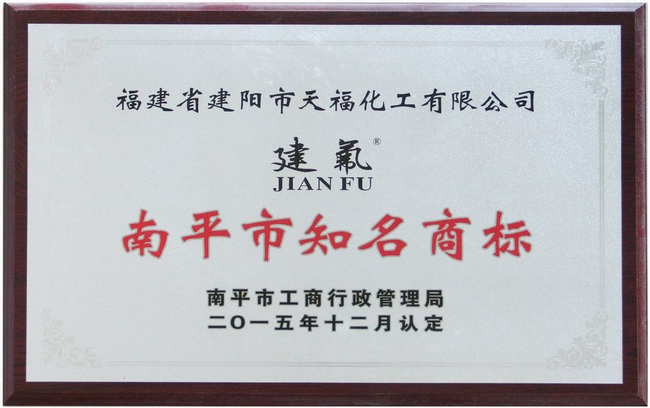 福建省建阳市天福化工有限公司
建氟®
JIAN FU
南平市知名商标
南平市工商行政管理局
二〇一五年十二月认定